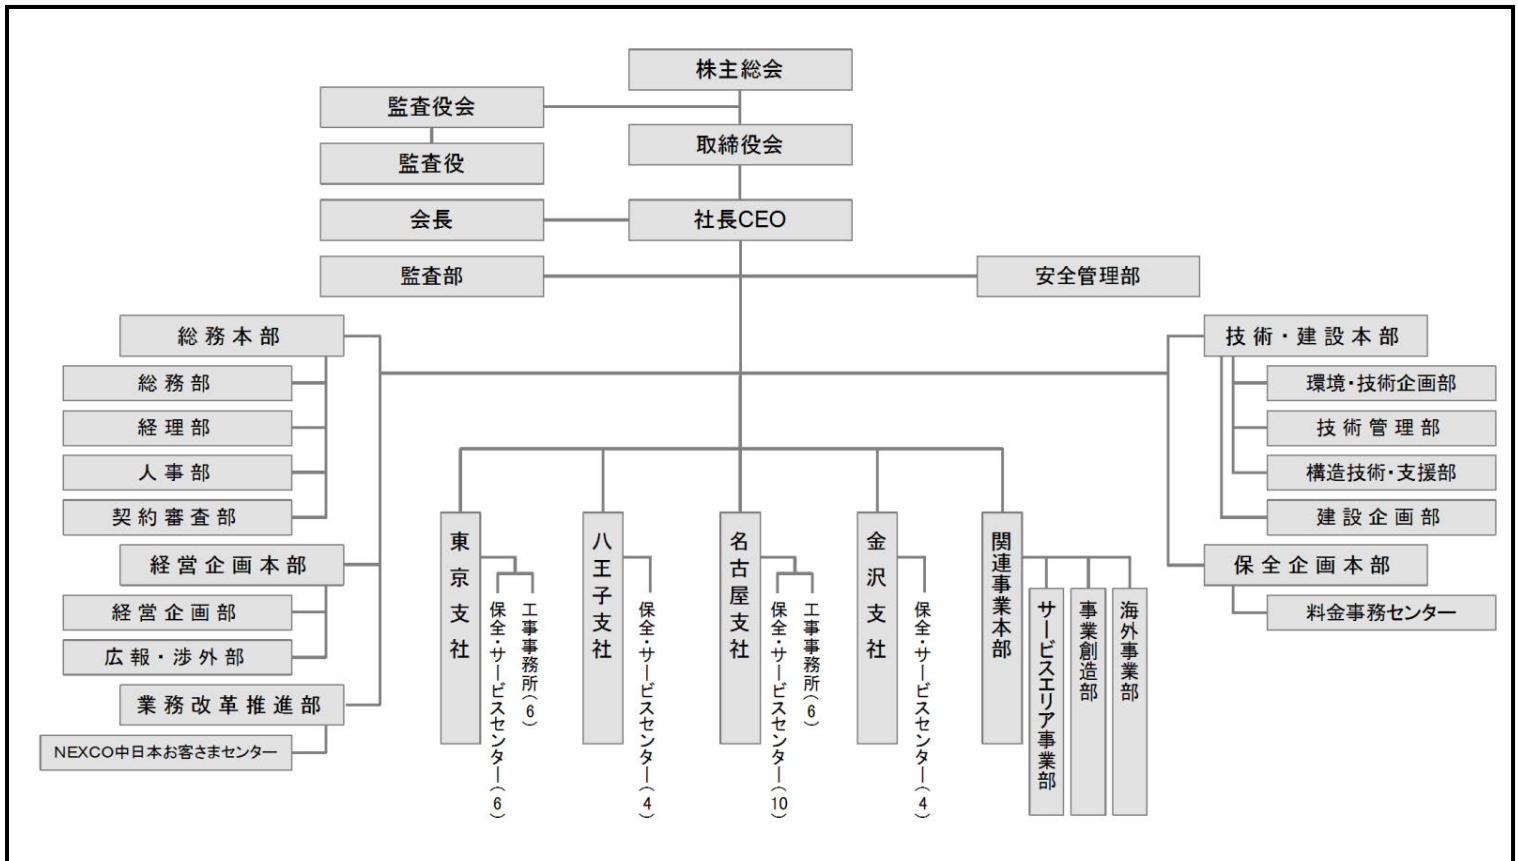 株主総会
監査役会
取締役会
監査役
会長
社長CEO
監査部
安全管理部
総務本部
総務部
経理部
人事部
契約審査部
経営企画本部
経営企画部
広報・渉外部
業務改革推進部
NEXCO中日本お客さまセンター
東京支社
保全・サービスセンター(6)
工事事務所(6)
八王子支社
保全・サービスセンター(4)
名古屋支社
保全・サービスセンター(10)
工事事務所(6)
金沢支社
保全・サービスセンター(4)
関連事業本部
サービスエリア事業部
事業創造部
海外事業部
技術・建設本部
環境・技術企画部
技術管理部
構造技術・支援部
建設企画部
保全企画本部
料金事務センター